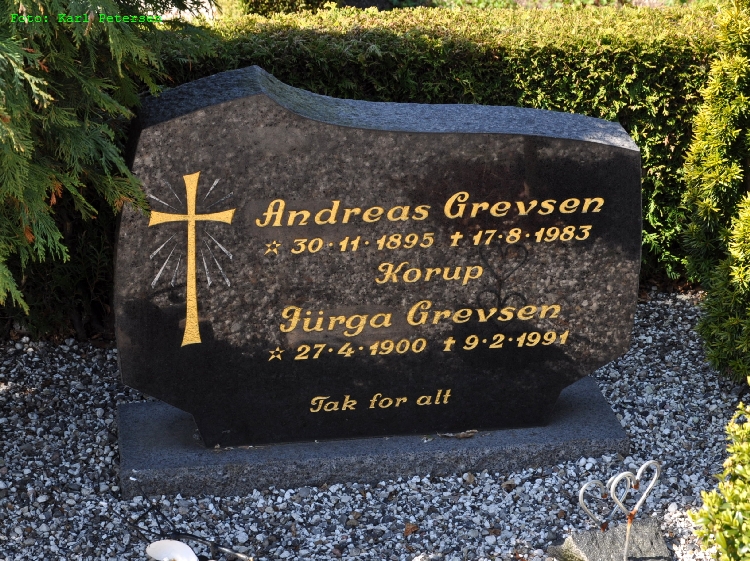 Foto: Karl Petersen
Andreas Grevsen
☆ 30·11·1895 ✝ 17·8·1983
Korup
Jürga Grevsen
☆ 27·4·1900 ✝ 9·2·1991
Tak for alt